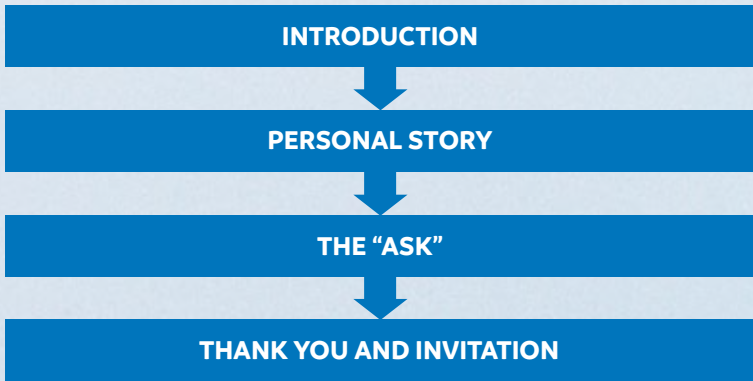 INTRODUCTION
PERSONAL STORY
THE “ASK”
THANK YOU AND INVITATION